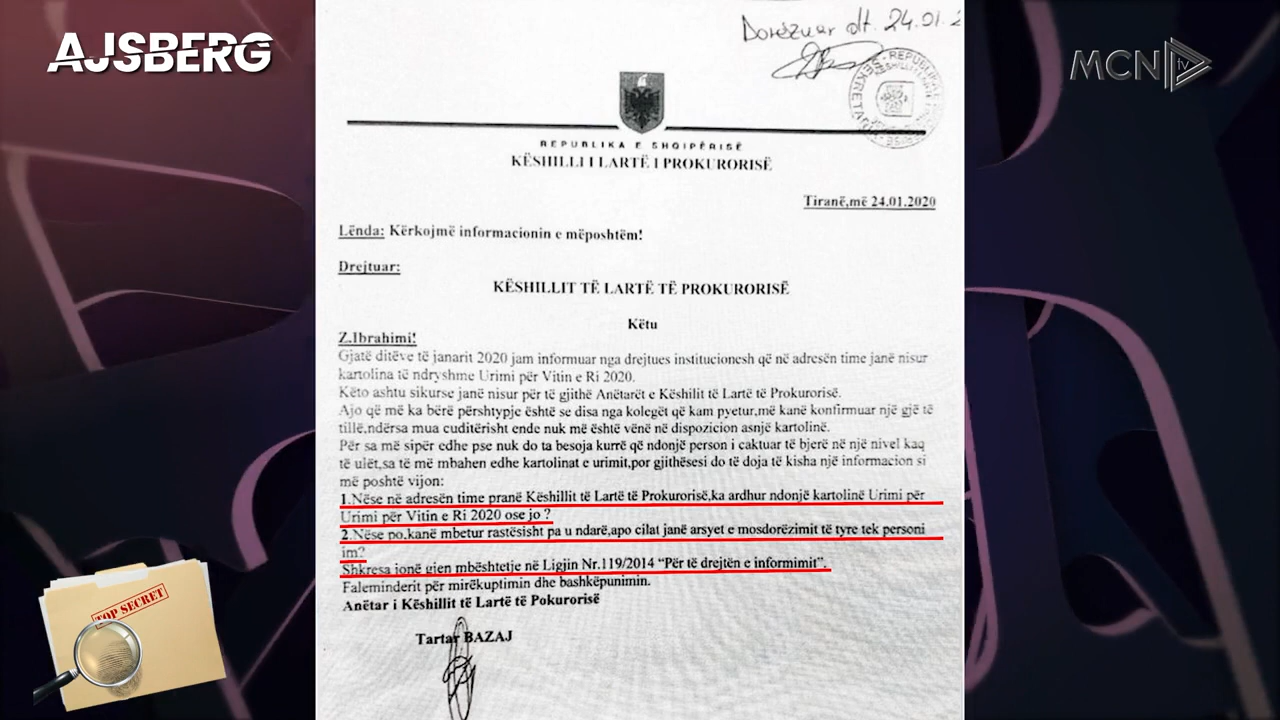 AJSBERG
MCN tv
Dorëzuar dt. 24.01.2
REPUBLIKA E SHQIPËRISË
KËSHILLI I LARTË I PROKURORISË
Tiranë,më 24.01.2020
Lënda: Kërkojmë informacionin e mëposhtëm!
Drejtuar:
KËSHILLIT TË LARTË TË PROKURORISË
Këtu
Z.Ibrahimi!
Gjatë ditëve të janarit 2020 jam informuar nga drejtues institucionesh që në adresën time janë nisur
kartolina të ndryshme Urimi për Vitin e Ri 2020.
Këto ashtu sikurse janë nisur për të gjithë Anëtarët e Këshilit të Lartë të Prokurorisë.
Ajo që më ka bërë përshtypje është se disa nga kolegët që kam pyetur,më kanë konfirmuar një gjë të
tillë,ndërsa mua cuditërisht ende nuk më është vënë në dispozicion asnjë kartolinë.
Për sa më sipër edhe pse nuk do ta besoja kurrë që ndonjë person i caktuar të bjerë në një nivel kaq
të ulët,sa të më mbahen edhe kartolinat e urimit,por gjithësesi do të doja të kisha një informacion si
më poshtë vijon:
1.Nëse në adresën time pranë Këshillit të Lartë të Prokurorisë,ka ardhur ndonjë kartolinë Urimi për
Urimi për Vitin e Ri 2020 ose jo ?
2.Nëse po,kanë mbetur rastësisht pa u ndarë,apo cilat janë arsyet e mosdorëzimit të tyre tek personi
im?
Shkresa jonë gjen mbështetje në Ligjin Nr.119/2014 “Për të drejtën e informimit”.
Faleminderit për mirëkuptimin dhe bashkëpunimin.
Anëtar i Këshillit të Lartë të Pokurorisë
Tartar BAZAJ
TOP SECRET